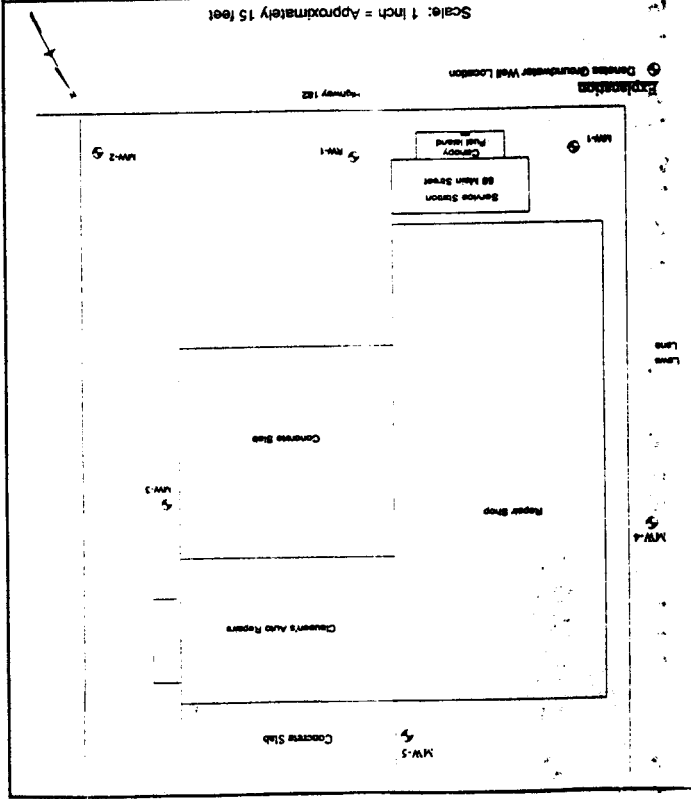 MW-5
Concrete Slab
Clausen's Auto Repairs
MW-4
Repair Shop
MW-3
Concrete Slab
Laws
Lane
Service Station
Main Street
Canopy
Fuel Island
MW-1
RW-1
MW-2
Highway 182
Explanation
Denotes Groundwater Well Location
Scale: 1 inch = Approximately 15 feet